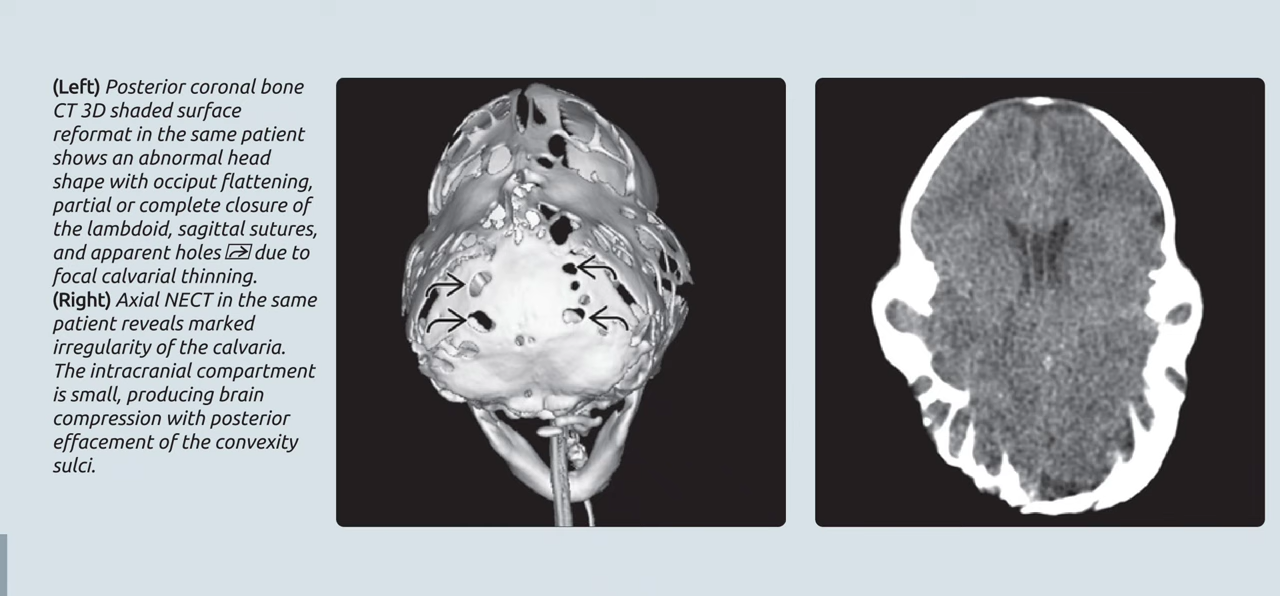 (Left) Posterior coronal bone
CT 3D shaded surface
reformat in the same patient
shows an abnormal head
shape with occiput flattening,
partial or complete closure of
the lambdoid, sagittal sutures,
and apparent holes due to
focal calvarial thinning.
(Right) Axial NECT in the same
patient reveals marked
irregularity of the calvaria.
The intracranial compartment
is small, producing brain
compression with posterior
effacement of the convexity
sulci.